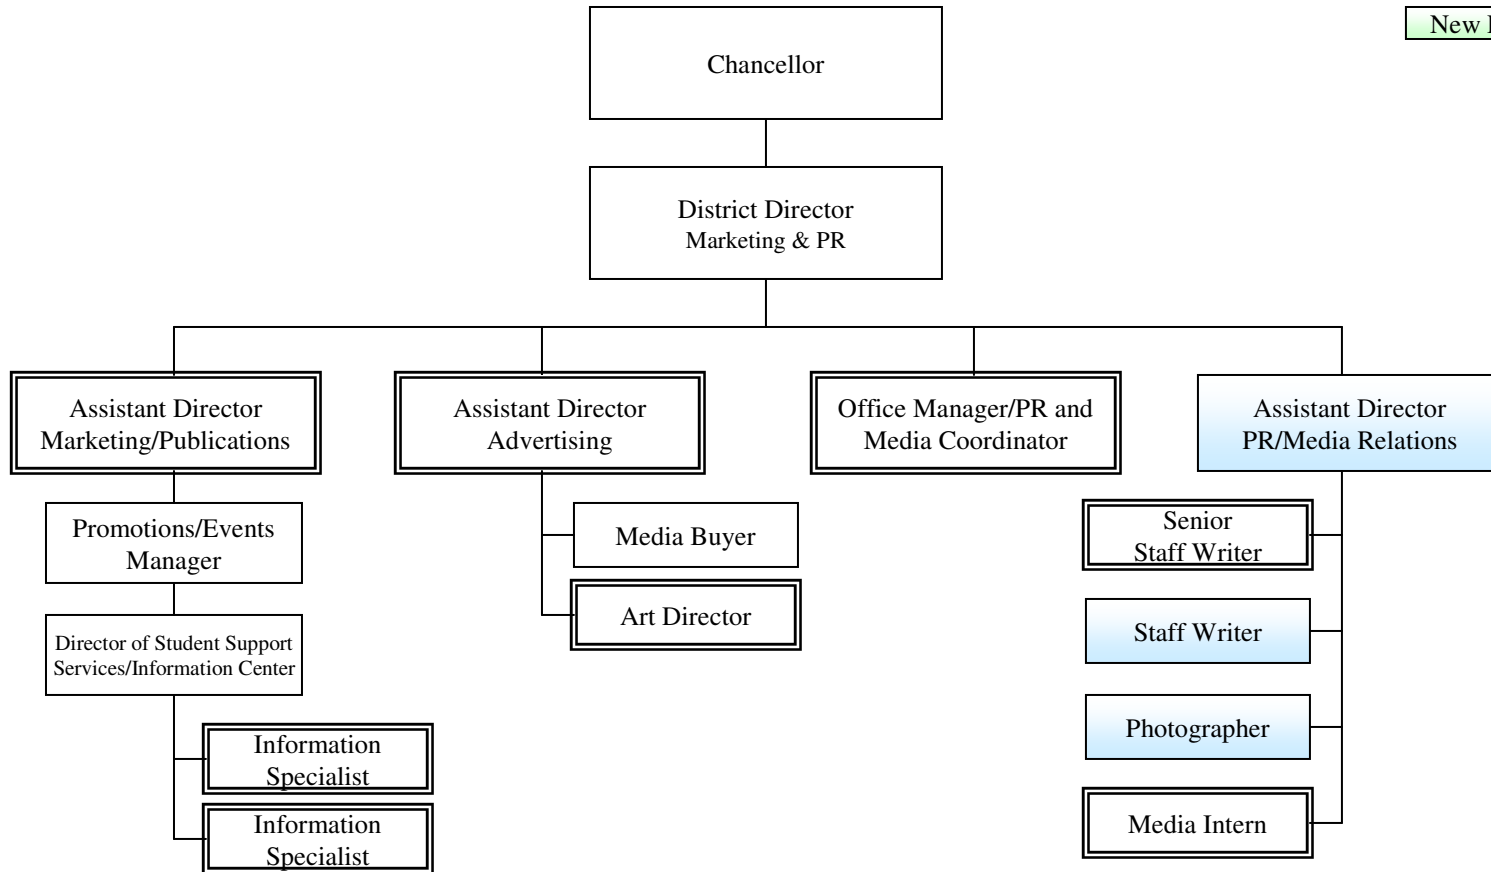 Chancellor
New
District Director
Marketing & PR
Assistant Director
Marketing/Publications
Assistant Director
Advertising
Office Manager/PR and
Media Coordinator
Assistant Director
PR/Media Relations
Promotions/Events
Manager
Director of Student Support
Services/Information Center
Information
Specialist
Information
Specialist
Media Buyer
Art Director
Senior
Staff Writer
Staff Writer
Photographer
Media Intern